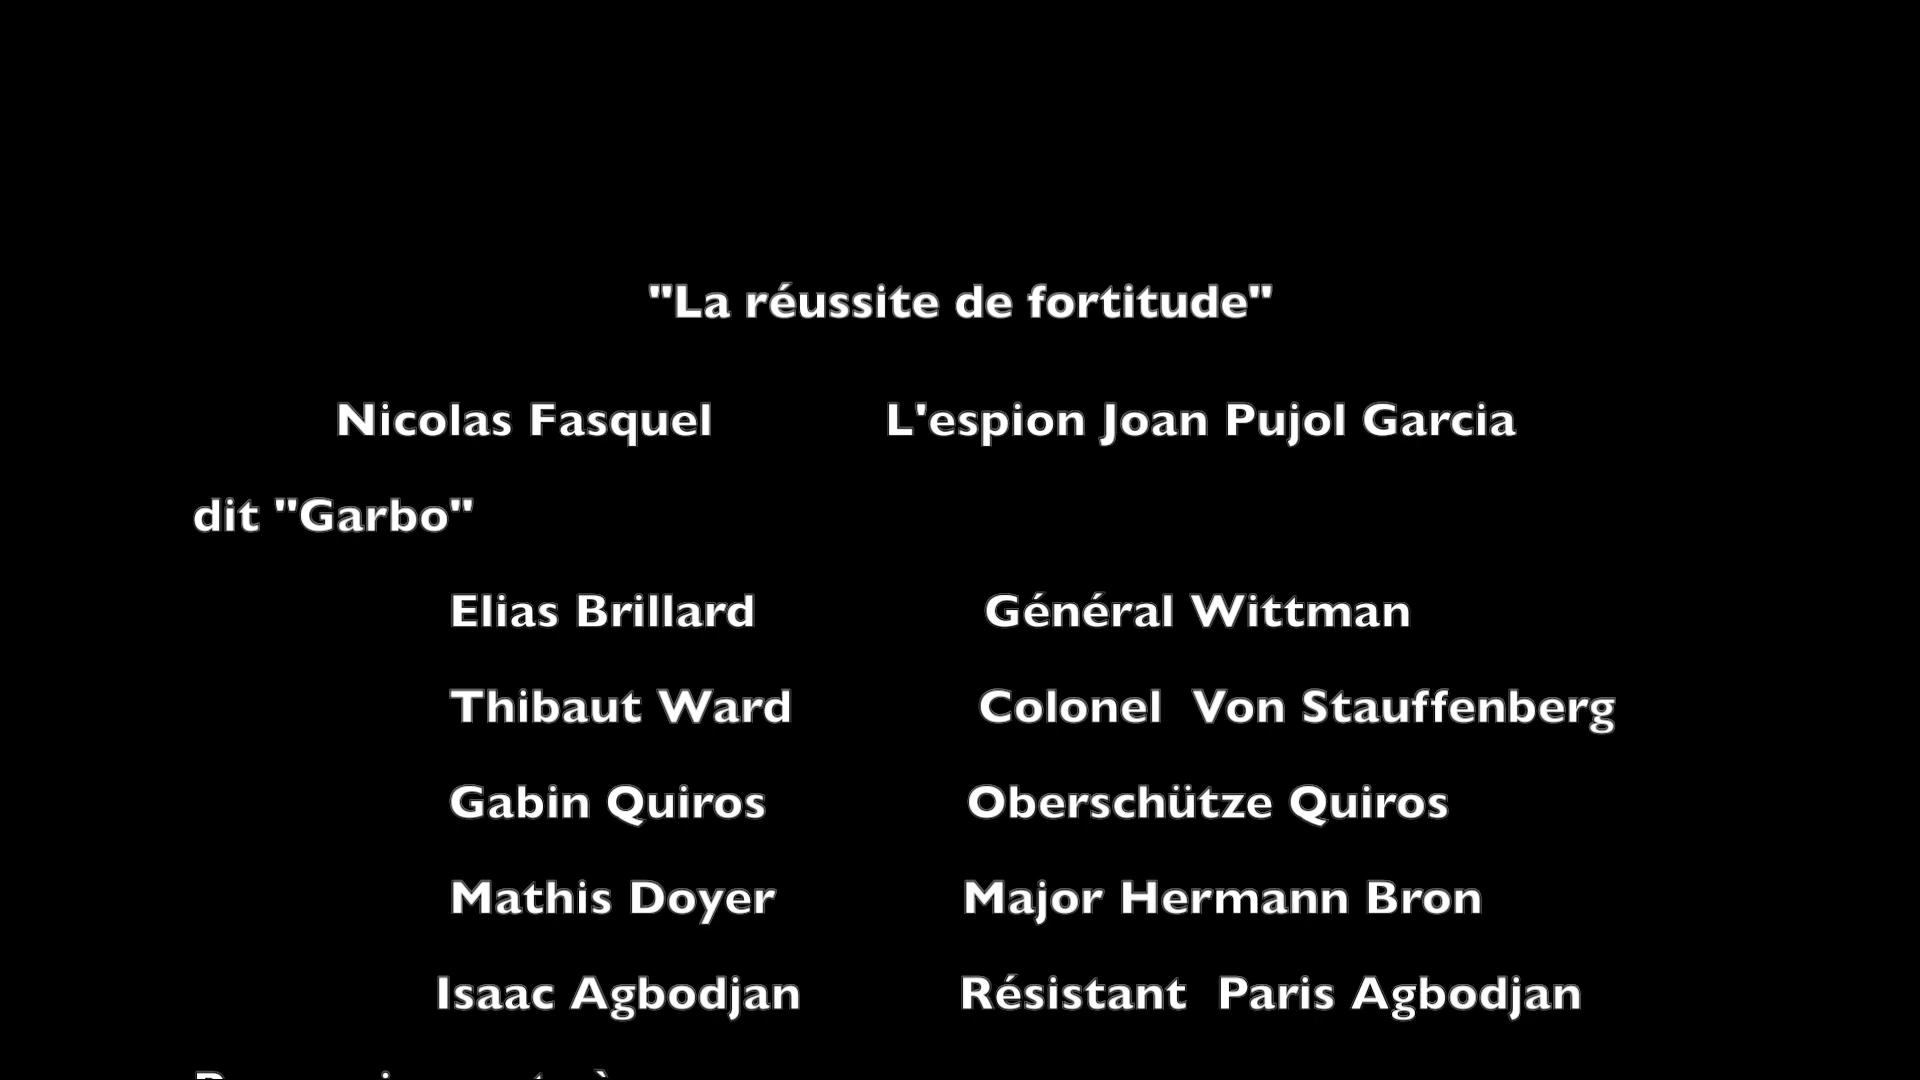 "La réussite de fortitude"
Nicolas Fasquel L'espion Joan Pujol Garcia
dit "Garbo"
Elias Brillard Général Wittman
Thibaut Ward Colonel Von Stauffenberg
Gabin Quiros Oberschütze Quiros
Mathis Doyer Major Hermann Bron
Isaac Agbodjan Résistant Paris Agbodjan